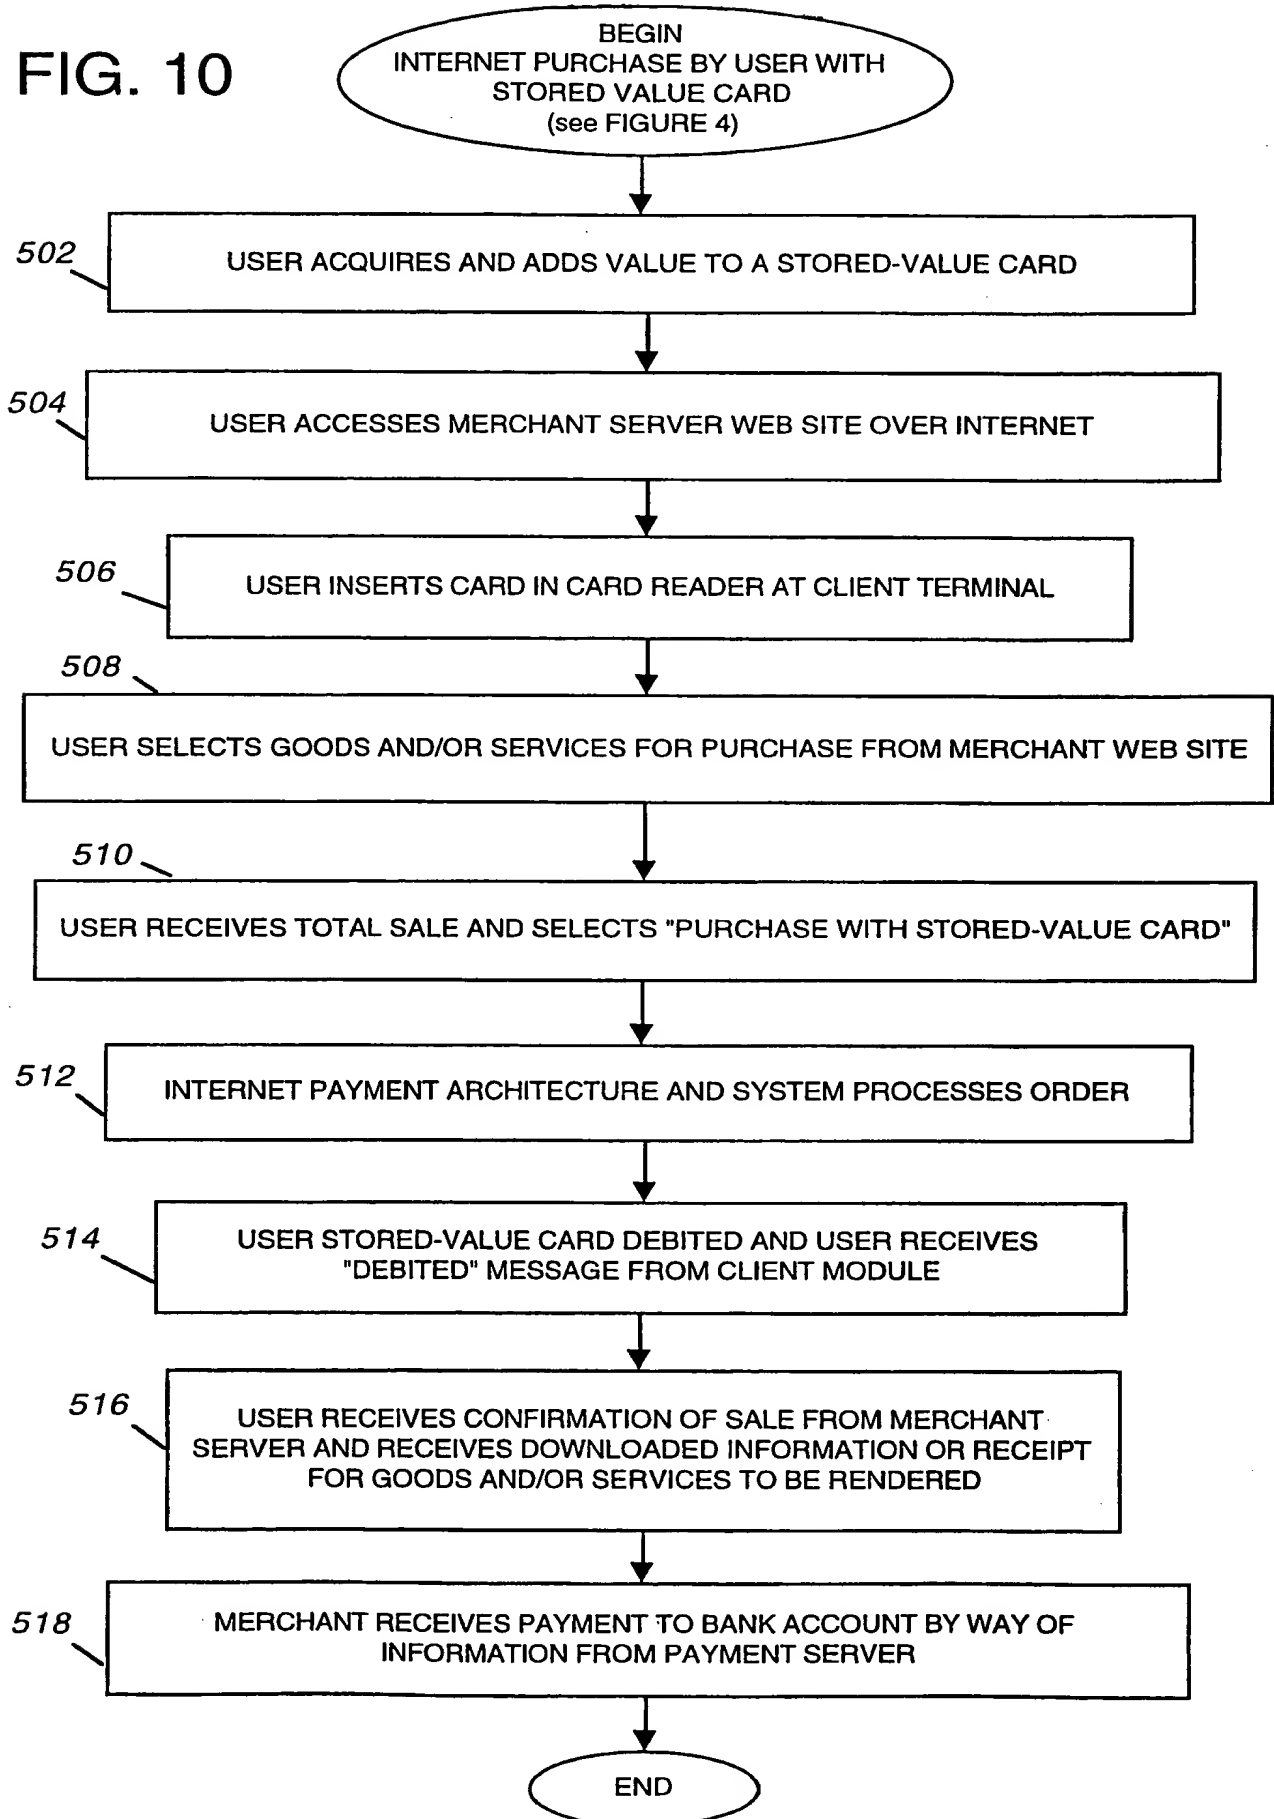 FIG. 10
BEGIN
INTERNET PURCHASE BY USER WITH
STORED VALUE CARD
(see FIGURE 4)
502
USER ACQUIRES AND ADDS VALUE TO A STORED-VALUE CARD
504
USER ACCESSES MERCHANT SERVER WEB SITE OVER INTERNET
506
USER INSERTS CARD IN CARD READER AT CLIENT TERMINAL
508
USER SELECTS GOODS AND/OR SERVICES FOR PURCHASE FROM MERCHANT WEB SITE
510
USER RECEIVES TOTAL SALE AND SELECTS "PURCHASE WITH STORED-VALUE CARD"
512
INTERNET PAYMENT ARCHITECTURE AND SYSTEM PROCESSES ORDER
514
USER STORED-VALUE CARD DEBITED AND USER RECEIVES
"DEBITED" MESSAGE FROM CLIENT MODULE
516
USER RECEIVES CONFIRMATION OF SALE FROM MERCHANT
SERVER AND RECEIVES DOWNLOADED INFORMATION OR RECEIPT
FOR GOODS AND/OR SERVICES TO BE RENDERED
518
MERCHANT RECEIVES PAYMENT TO BANK ACCOUNT BY WAY OF
INFORMATION FROM PAYMENT SERVER
END